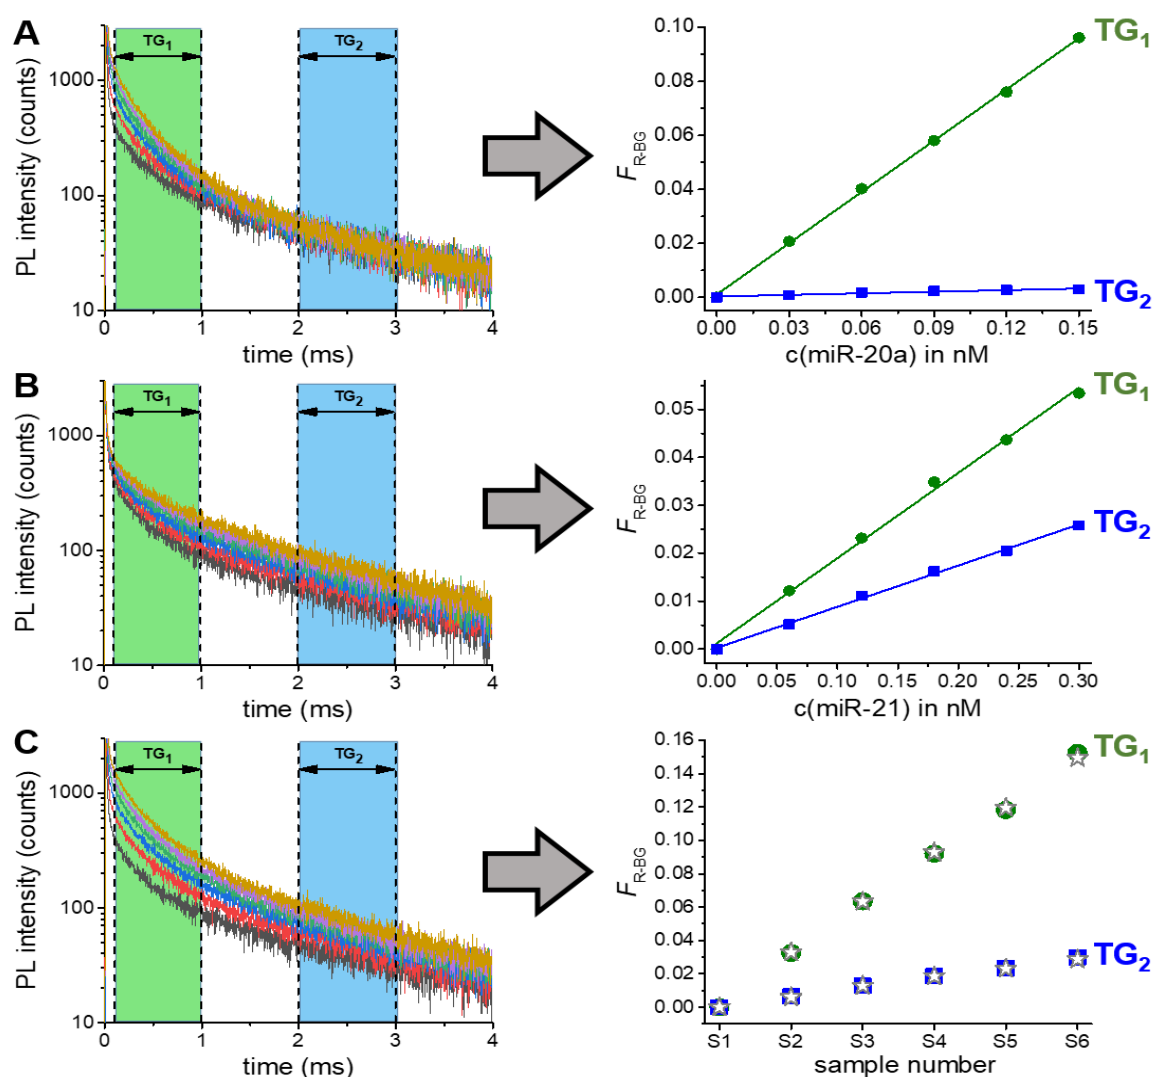 A
PL intensity (counts)
1000
100
10
TG1
TG2
0 1 2 3 4
time (ms)
FR-BG
0.10
0.08
0.06
0.04
0.02
0.00
TG1
TG2
0.00 0.03 0.06 0.09 0.12 0.15
c(miR-20a) in nM
B
PL intensity (counts)
1000
100
10
TG1
TG2
0 1 2 3 4
time (ms)
FR-BG
0.05
0.04
0.03
0.02
0.01
0.00
TG1
TG2
0.00 0.05 0.10 0.15 0.20 0.25 0.30
c(miR-21) in nM
C
PL intensity (counts)
1000
100
10
TG1
TG2
0 1 2 3 4
time (ms)
FR-BG
0.16
0.14
0.12
0.10
0.08
0.06
0.04
0.02
0.00
TG1
TG2
S1 S2 S3 S4 S5 S6
sample number